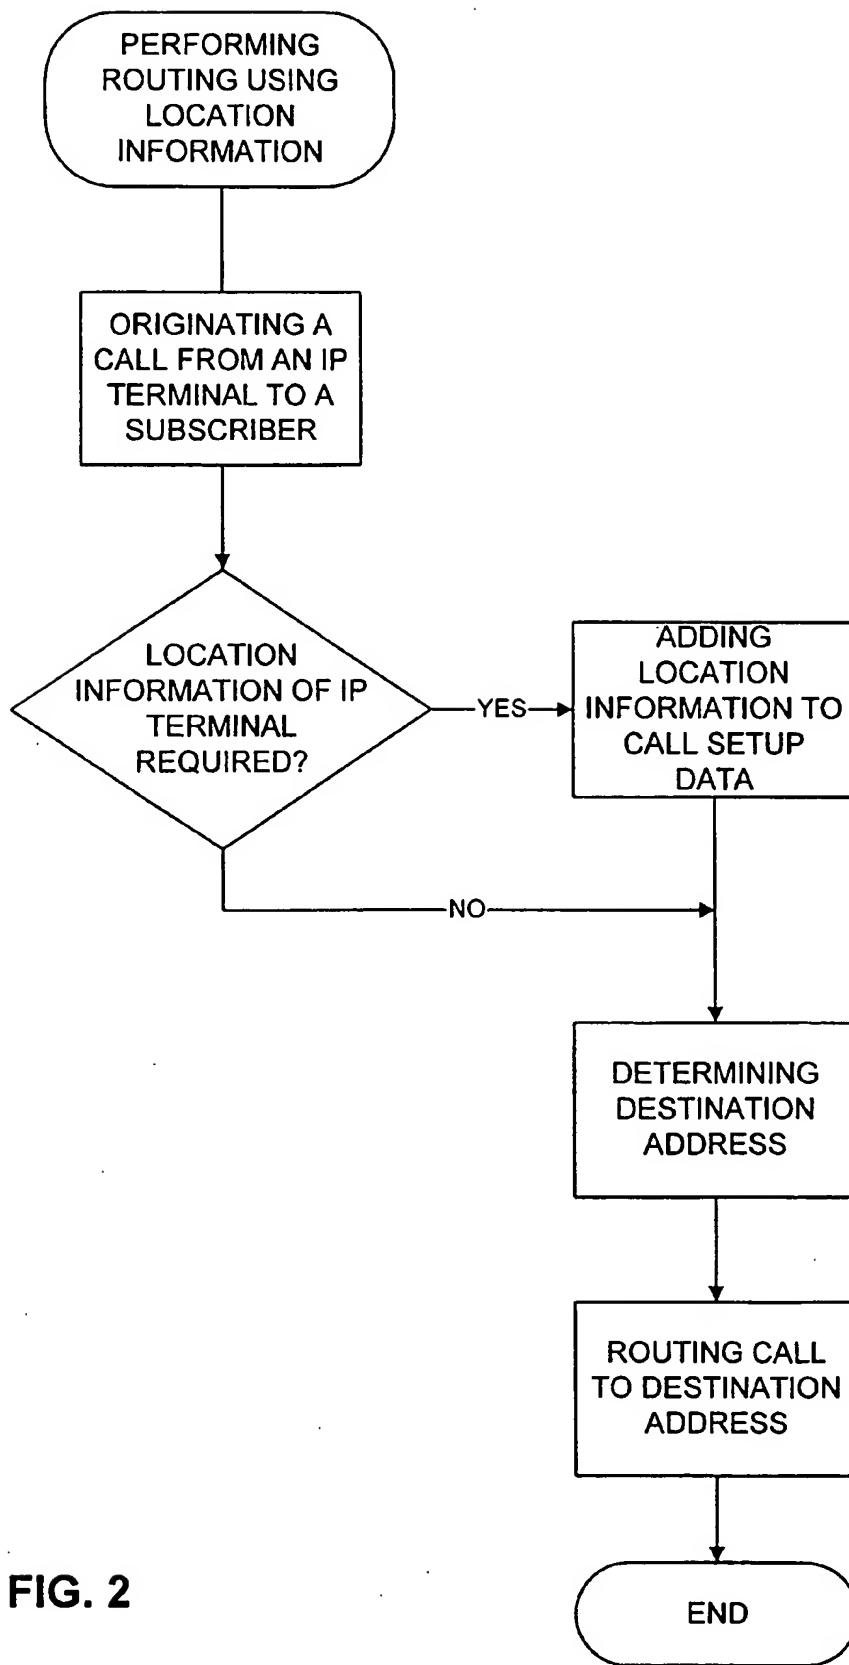 PERFORMING
ROUTING USING
LOCATION
INFORMATION
ORIGINATING A
CALL FROM AN IP
TERMINAL TO A
SUBSCRIBER
LOCATION
INFORMATION OF IP
TERMINAL
REQUIRED?
YES
ADDING
LOCATION
INFORMATION TO
CALL SETUP
DATA
NO
DETERMINING
DESTINATION
ADDRESS
ROUTING CALL
TO DESTINATION
ADDRESS
END
FIG. 2